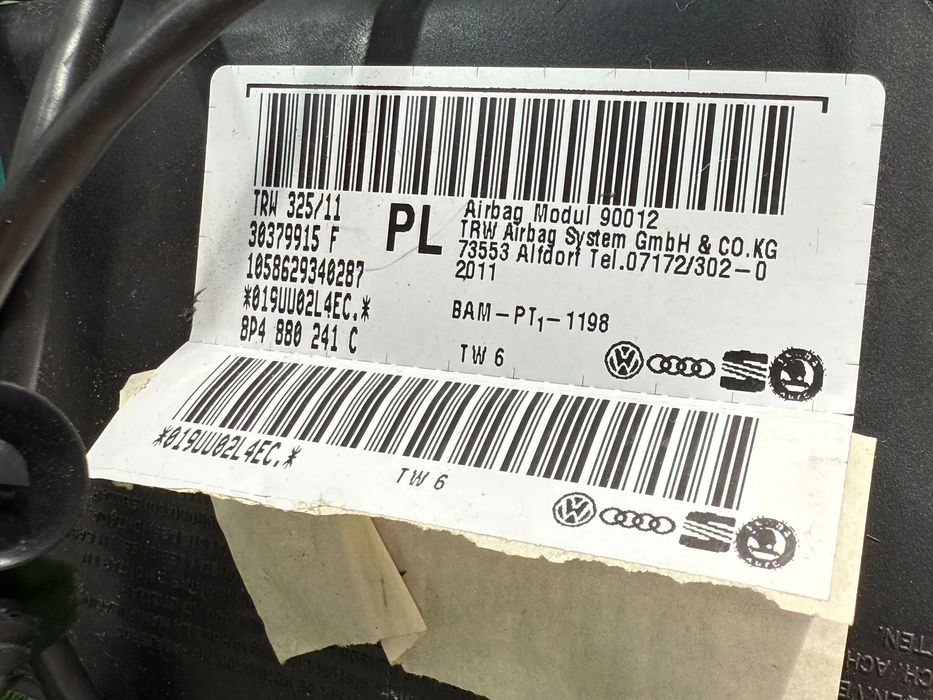 TRW 325/11
30379915 F
1058629340287
*019UU02L4EC.*
8P4 880 241 C
PL
Airbag Modul 90012
TRW Airbag System GmbH & CO.KG
73553 Alfdorf Tel.07172/302-0
2011
BAM-PT1-1198
TW 6
*019UU02L4EC.*
TW 6